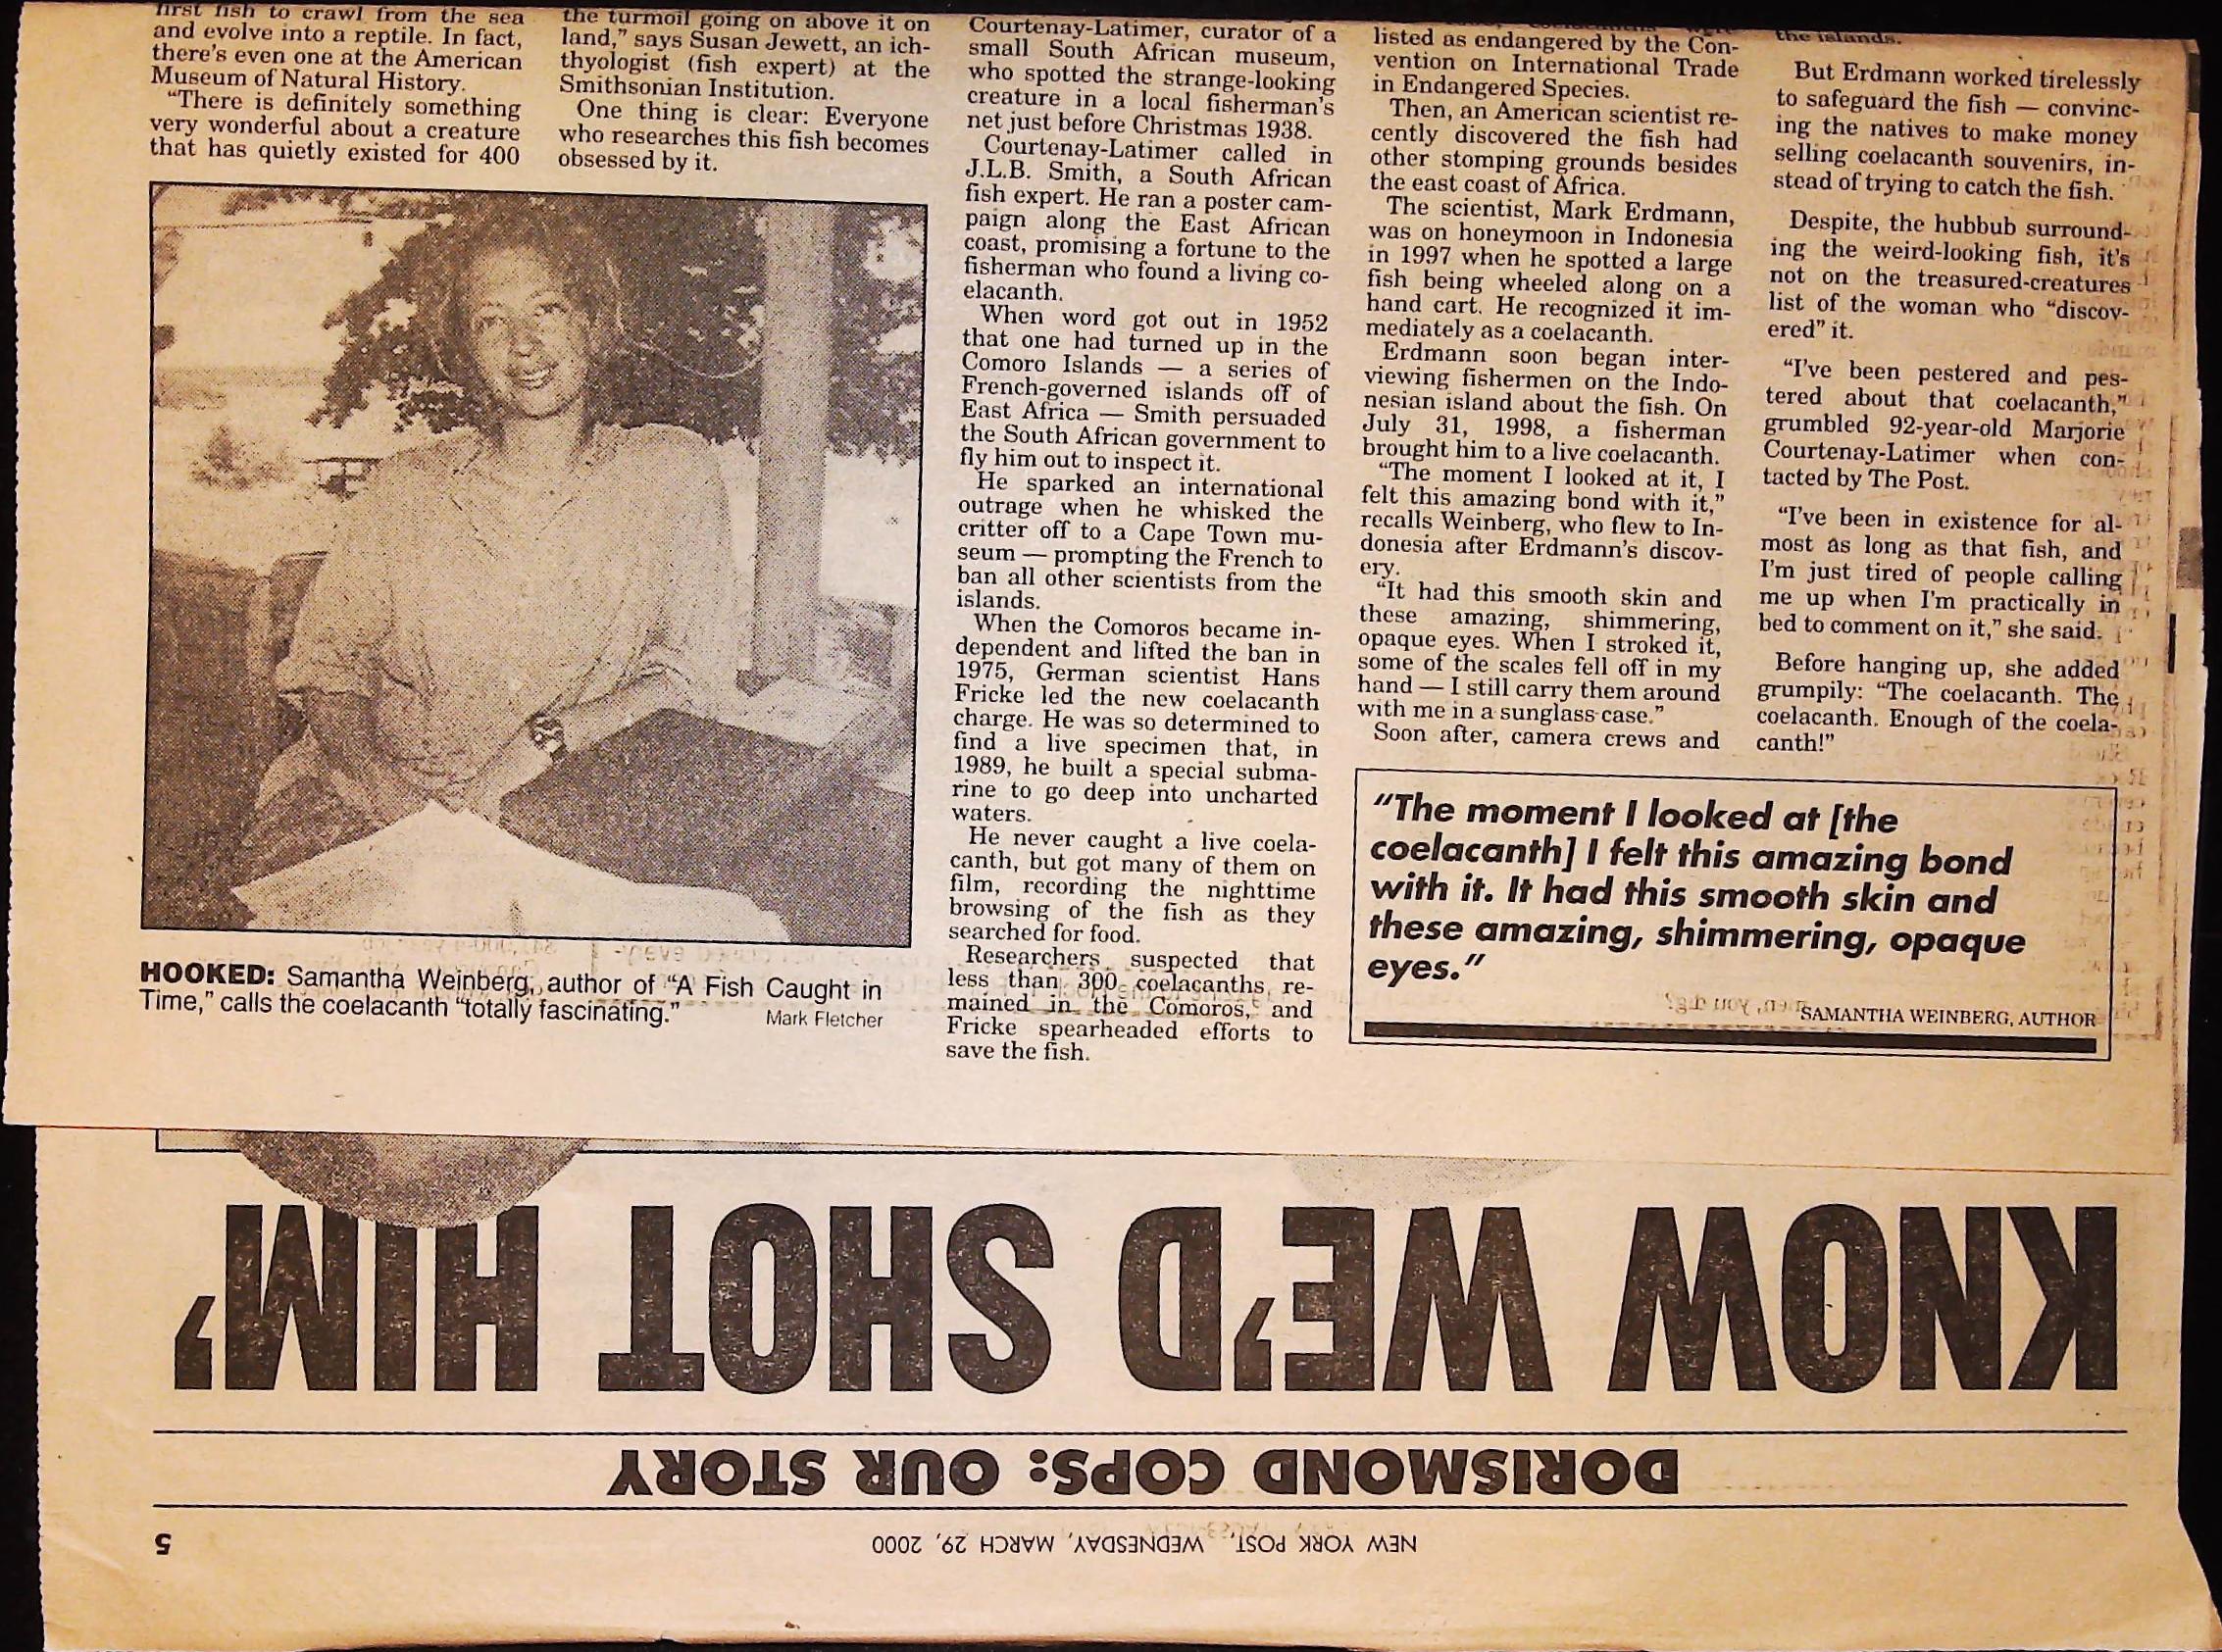 first fish to crawl from the sea
and evolve into a reptile. In fact,
there's even one at the American
Museum of Natural History.
“There is definitely something
very wonderful about a creature
that has quietly existed for 400
the turmoil going on above it on
land,” says Susan Jewett, an ich-
thyologist (fish expert) at the
Smithsonian Institution.
One thing is clear: Everyone
who researches this fish becomes
obsessed by it.
HOOKED: Samantha Weinberg, author of “A Fish Caught in
Time,” calls the coelacanth “totally fascinating.”
Mark Fletcher
Courtenay-Latimer, curator of a
small South African museum,
who spotted the strange-looking
creature in a local fisherman's
net just before Christmas 1938.
Courtenay-Latimer called in
J.L.B. Smith, a South African
fish expert. He ran a poster cam-
paign along the East African
coast, promising a fortune to the
fisherman who found a living co-
elacanth.
When word got out in 1952
that one had turned up in the
Comoro Islands — a series of
French-governed islands off of
East Africa — Smith persuaded
the South African government to
fly him out to inspect it.
He sparked an international
outrage when he whisked the
critter off to a Cape Town mu-
seum — prompting the French to
ban all other scientists from the
islands.
When the Comoros became in-
dependent and lifted the ban in
1975, German scientist Hans
Fricke led the new coelacanth
charge. He was so determined to
find a live specimen that, in
1989, he built a special subma-
rine to go deep into uncharted
waters.
He never caught a live coela-
canth, but got many of them on
film, recording the nighttime
browsing of the fish as they
searched for food.
Researchers suspected that
less than 300 coelacanths re-
mained in the Comoros, and
Fricke spearheaded efforts to
save the fish.
listed as endangered by the Con-
vention on International Trade
in Endangered Species.
Then, an American scientist re-
cently discovered the fish had
other stomping grounds besides
the east coast of Africa.
The scientist, Mark Erdmann,
was on honeymoon in Indonesia
in 1997 when he spotted a large
fish being wheeled along on a
hand cart. He recognized it im-
mediately as a coelacanth.
Erdmann soon began inter-
viewing fishermen on the Indo-
nesian island about the fish. On
July 31, 1998, a fisherman
brought him to a live coelacanth.
“The moment I looked at it, I
felt this amazing bond with it,”
recalls Weinberg, who flew to In-
donesia after Erdmann's discov-
ery.
“It had this smooth skin and
these amazing, shimmering,
opaque eyes. When I stroked it,
some of the scales fell off in my
hand — I still carry them around
with me in a sunglass case.”
Soon after, camera crews and
the islands.
But Erdmann worked tirelessly
to safeguard the fish — convinc-
ing the natives to make money
selling coelacanth souvenirs, in-
stead of trying to catch the fish.
Despite, the hubbub surround-
ing the weird-looking fish, it's
not on the treasured-creatures
list of the woman who “discov-
ered” it.
“I've been pestered and pes-
tered about that coelacanth,”
grumbled 92-year-old Marjorie
Courtenay-Latimer when con-
tacted by The Post.
“I've been in existence for al-
most as long as that fish, and
I'm just tired of people calling
me up when I'm practically in
bed to comment on it,” she said.
Before hanging up, she added
grumpily: “The coelacanth. The
coelacanth. Enough of the coela-
canth!”
“The moment I looked at [the
coelacanth] I felt this amazing bond
with it. It had this smooth skin and
these amazing, shimmering, opaque
eyes.”
SAMANTHA WEINBERG, AUTHOR
NEW YORK POST, WEDNESDAY, MARCH 29, 2000
5
DORISMOND COPS: OUR STORY
KNOW WE'D SHOT HIM’